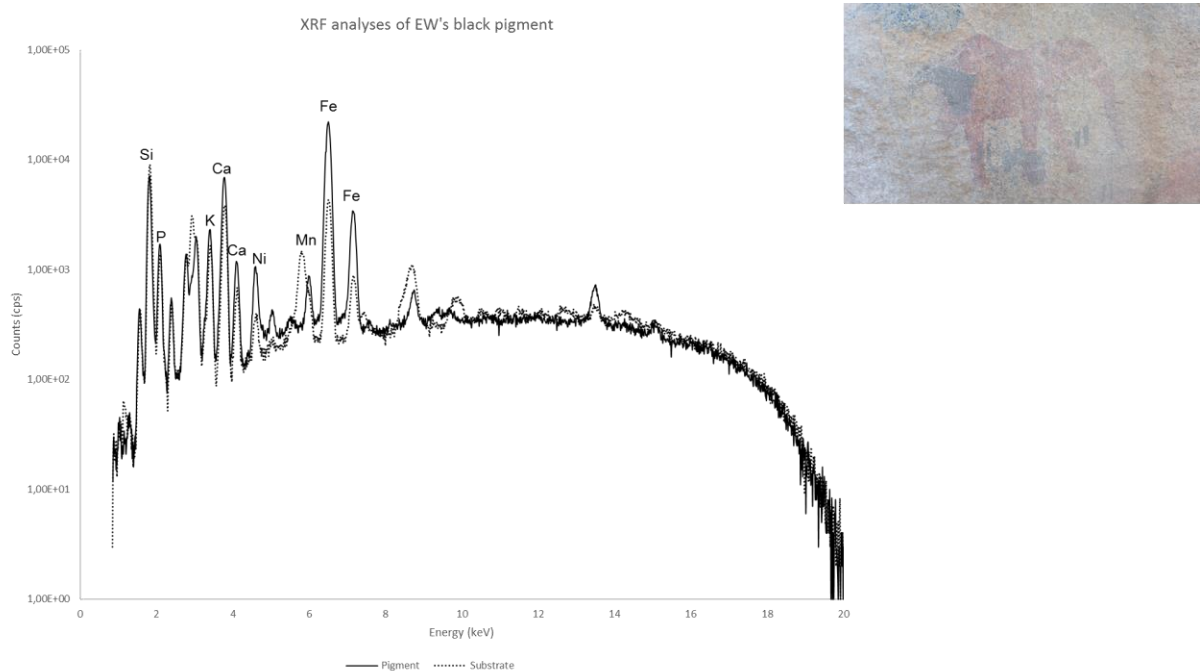 XRF analyses of EW's black pigment
1,00E+05
1,00E+04
1,00E+03
1,00E+02
1,00E+01
1,00E+00
Counts (cps)
Fe
Si
Ca
K
P
Ca
Ni
Mn
Fe
0 2 4 6 8 10 12 14 16 18 20
Energy (keV)
Pigment Substrate